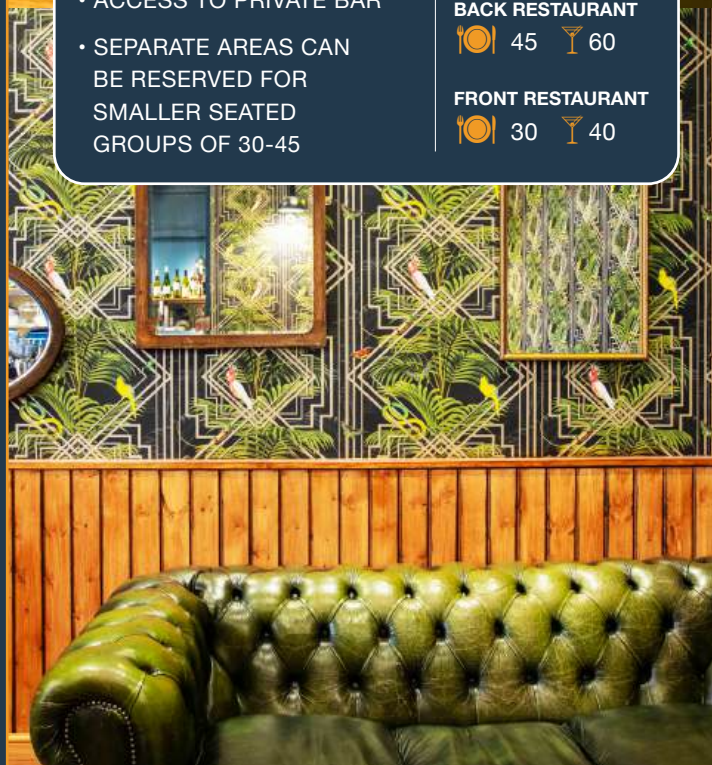 • ACCESS TO PRIVATE BAR
• SEPARATE AREAS CAN
BE RESERVED FOR
SMALLER SEATED
GROUPS OF 30-45
BACK RESTAURANT
45 60
FRONT RESTAURANT
30 40